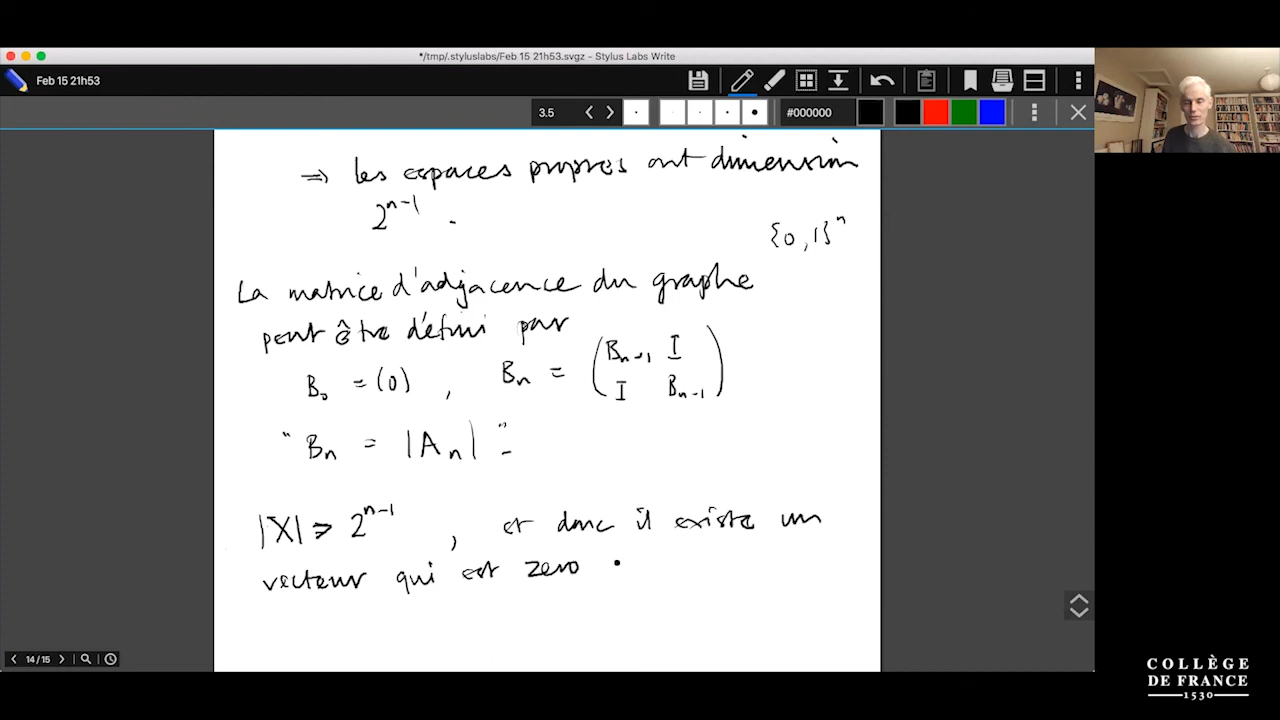 */tmp/.styluslabs/Feb 15 21h53.svgz - Stylus Labs Write
Feb 15 21h53
3.5
#000000
⇒ les espaces propres ont dimension
2^{n-1} .
{0,1}^n
La matrice d'adjacence du graphe
peut être défini par
B_0 = (0) , B_n = ( B_{n-1} I
I B_{n-1} )
" B_n = |A_n| " -
|X| > 2^{n-1} , et donc il existe un
vecteur qui est zero
14/15
COLLÈGE
DE FRANCE
1530